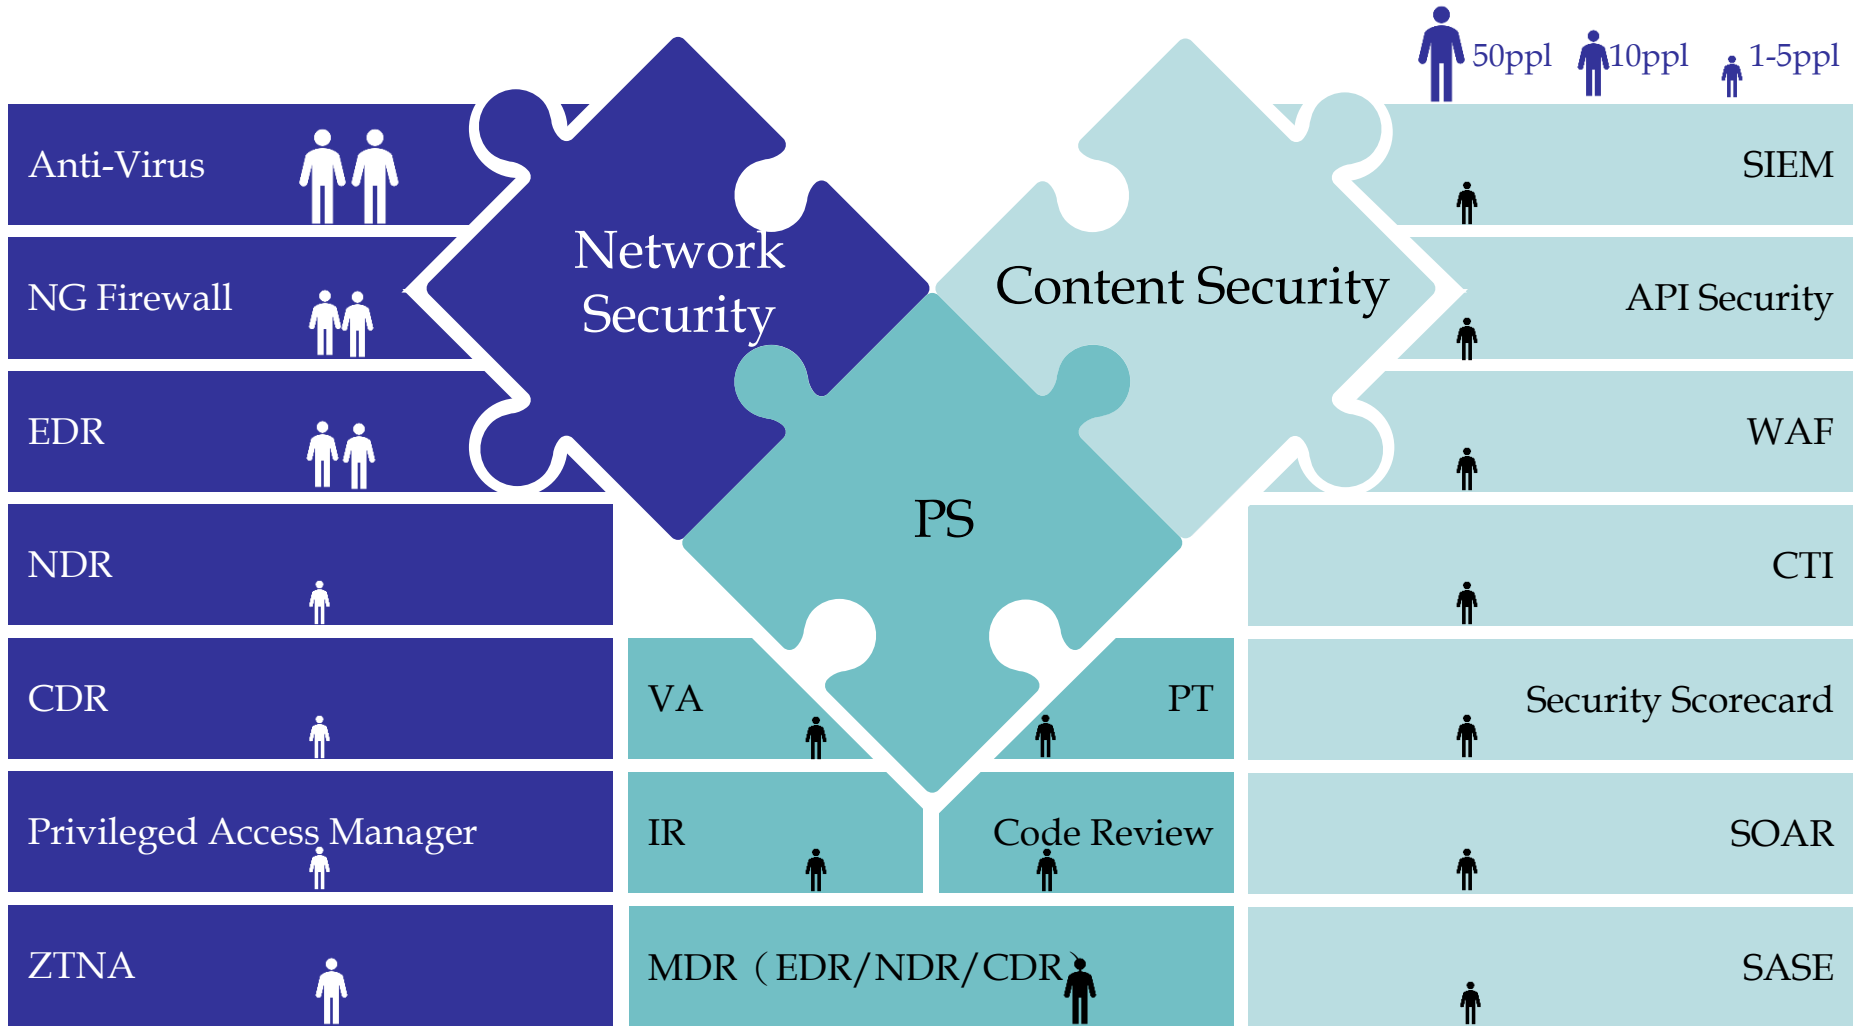 50ppl
10ppl
1-5ppl
Anti-Virus
NG Firewall
EDR
NDR
CDR
Privileged Access Manager
ZTNA
Network
Security
Content Security
PS
VA
PT
IR
Code Review
MDR（EDR/NDR/CDR）
SIEM
API Security
WAF
CTI
Security Scorecard
SOAR
SASE